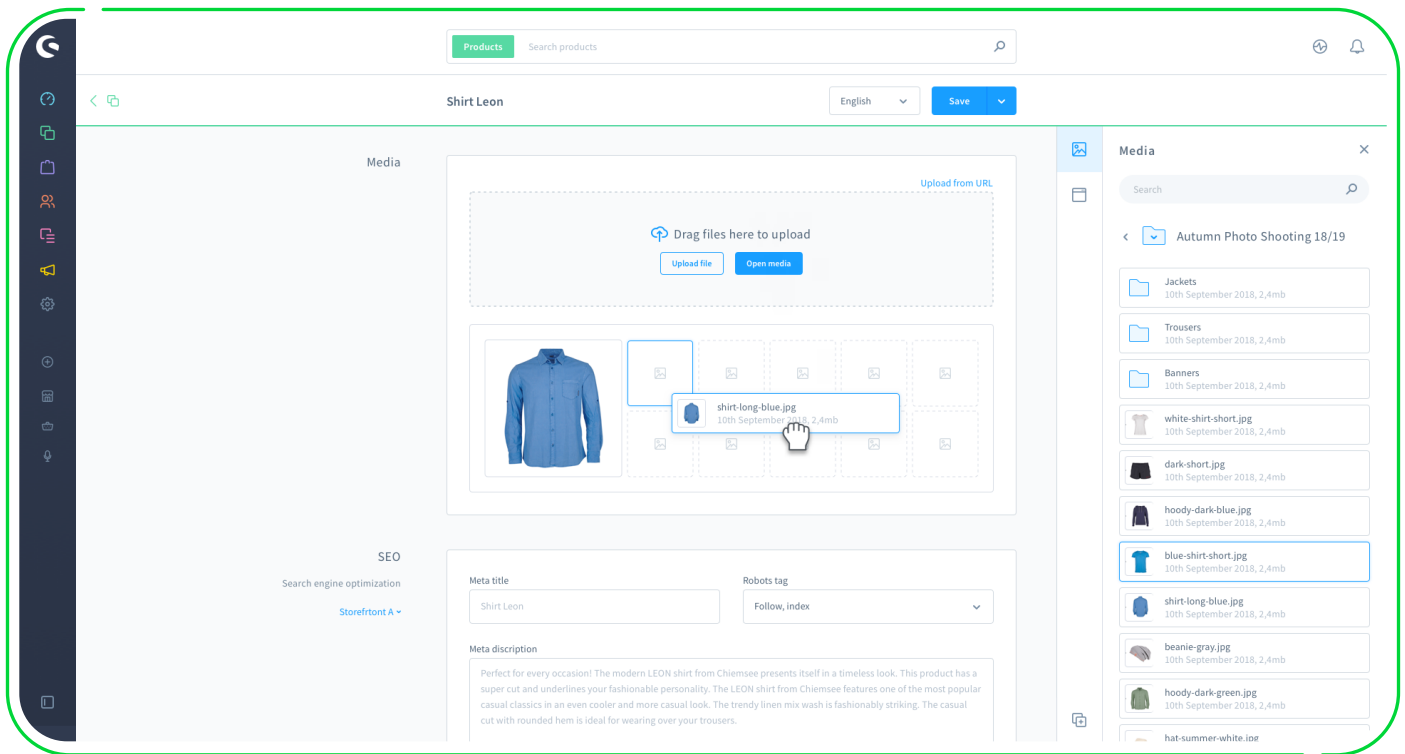 Products
Search products
Shirt Leon
English
Save
Media
Upload from URL
Drag files here to upload
Upload file
Open media
shirt-long-blue.jpg
10th September 2018, 2,4mb
SEO
Search engine optimization
Storefrtont A
Meta title
Shirt Leon
Robots tag
Follow, index
Meta discription
Perfect for every occasion! The modern LEON shirt from Chiemsee presents itself in a timeless look. This product has a
super cut and underlines your fashionable personality. The LEON shirt from Chiemsee features one of the most popular
casual classics in an even cooler and more casual look. The trendy linen mix wash is fashionably striking. The casual
cut with rounded hem is ideal for wearing over your trousers.
Media
Search
Autumn Photo Shooting 18/19
Jackets
10th September 2018, 2,4mb
Trousers
10th September 2018, 2,4mb
Banners
10th September 2018, 2,4mb
white-shirt-short.jpg
10th September 2018, 2,4mb
dark-short.jpg
10th September 2018, 2,4mb
hoody-dark-blue.jpg
10th September 2018, 2,4mb
blue-shirt-short.jpg
10th September 2018, 2,4mb
shirt-long-blue.jpg
10th September 2018, 2,4mb
beanie-gray.jpg
10th September 2018, 2,4mb
hoody-dark-green.jpg
10th September 2018, 2,4mb
hat-summer-white.jpg